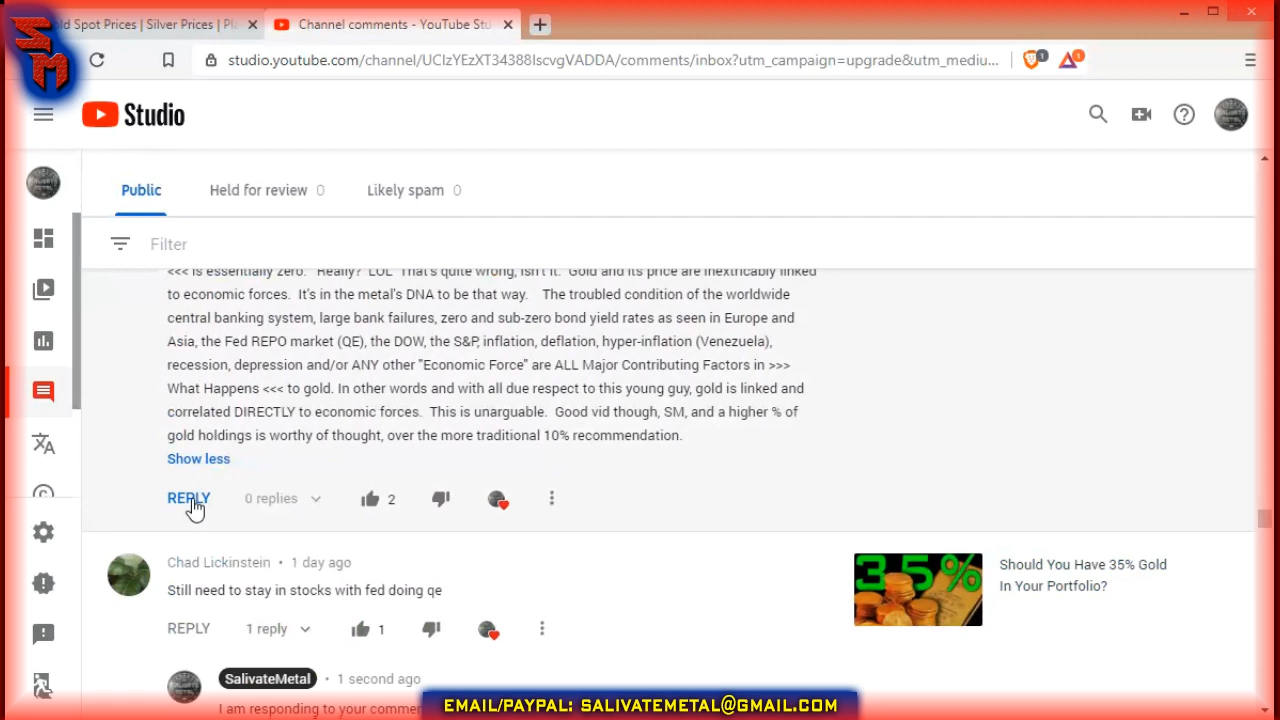 SM
old Spot Prices | Silver Prices | Pla
Channel comments - YouTube Stu
studio.youtube.com/channel/UClzYEzXT34388IscvgVADDA/comments/inbox?utm_campaign=upgrade&utm_mediu...
1
1
Studio
Public
Held for review 0
Likely spam 0
Filter
<<< is essentially zero. Really? LOL That's quite wrong, isn't it. Gold and its price are inextricably linked
to economic forces. It's in the metal's DNA to be that way. The troubled condition of the worldwide
central banking system, large bank failures, zero and sub-zero bond yield rates as seen in Europe and
Asia, the Fed REPO market (QE), the DOW, the S&P, inflation, deflation, hyper-inflation (Venezuela),
recession, depression and/or ANY other "Economic Force" are ALL Major Contributing Factors in >>>
What Happens <<< to gold. In other words and with all due respect to this young guy, gold is linked and
correlated DIRECTLY to economic forces. This is unarguable. Good vid though, SM, and a higher % of
gold holdings is worthy of thought, over the more traditional 10% recommendation.
Show less
REPLY 0 replies 2
Chad Lickinstein • 1 day ago
Still need to stay in stocks with fed doing qe
REPLY 1 reply 1
35%
Should You Have 35% Gold
In Your Portfolio?
SalivateMetal • 1 second ago
I am responding to your comme
EMAIL/PAYPAL: SALIVATEMETAL@GMAIL.COM